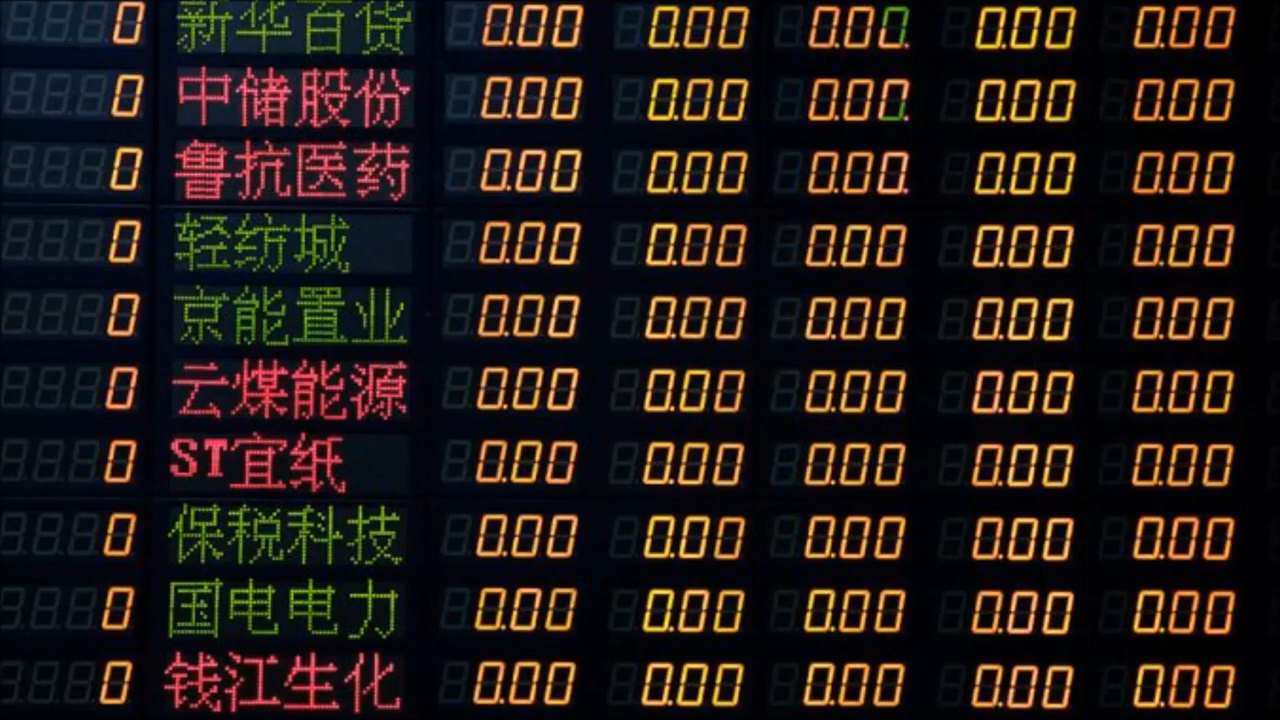 0 新华百货 0.00 0.00 0.00 0.00 0.00
0 中储股份 0.00 0.00 0.00 0.00 0.00
0 鲁抗医药 0.00 0.00 0.00 0.00 0.00
0 轻纺城 0.00 0.00 0.00 0.00 0.00
0 京能置业 0.00 0.00 0.00 0.00 0.00
0 云煤能源 0.00 0.00 0.00 0.00 0.00
0 ST宜纸 0.00 0.00 0.00 0.00 0.00
0 保税科技 0.00 0.00 0.00 0.00 0.00
0 国电电力 0.00 0.00 0.00 0.00 0.00
0 钱江生化 0.00 0.00 0.00 0.00 0.00